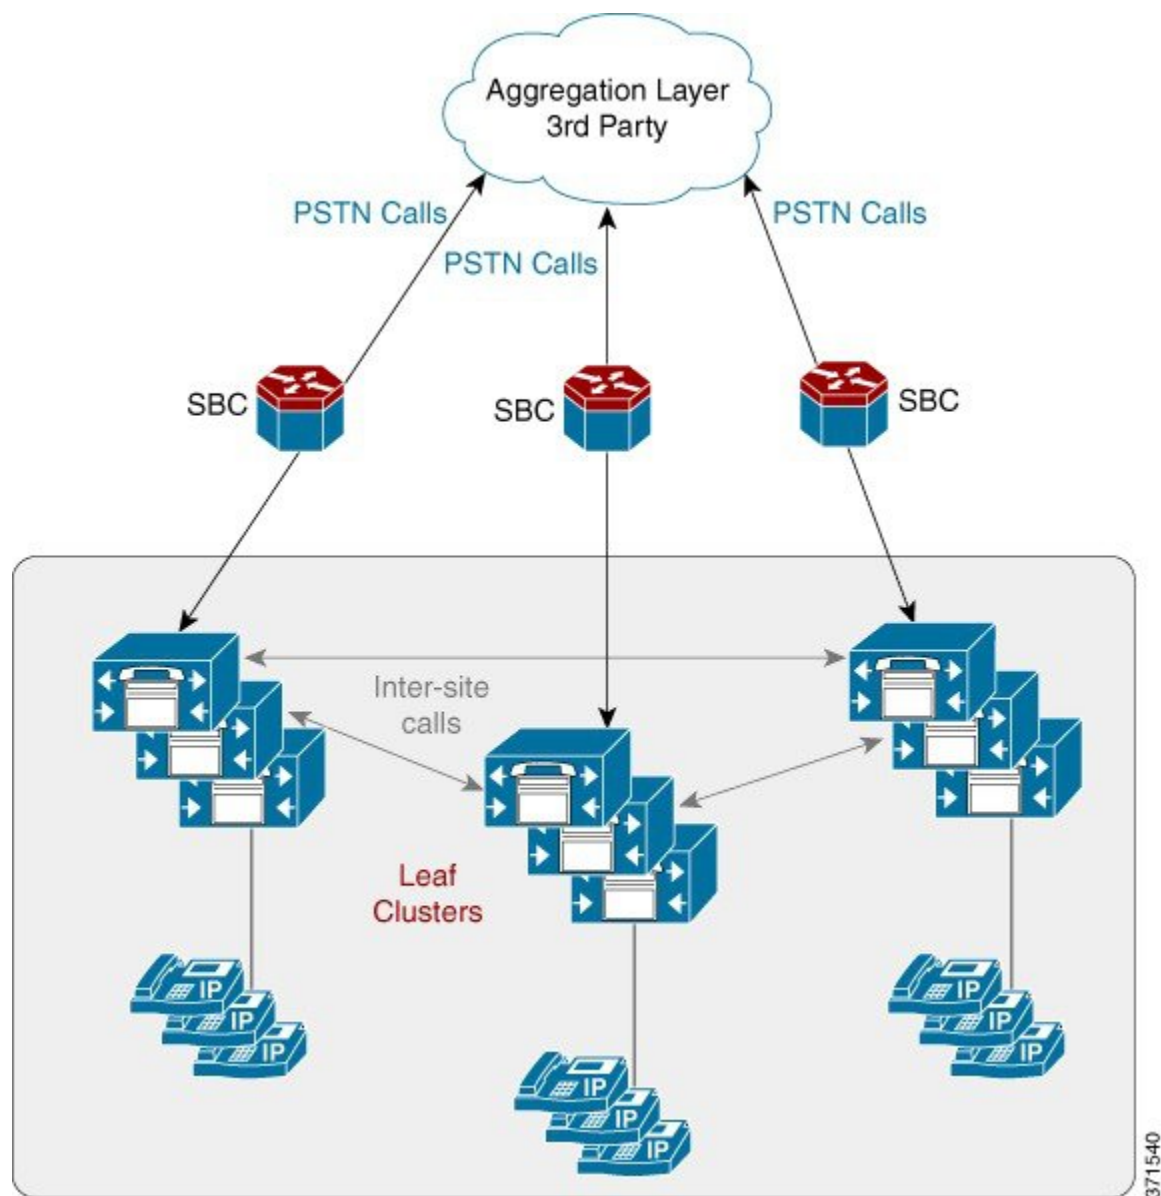 Aggregation Layer
3rd Party
PSTN Calls
PSTN Calls
PSTN Calls
SBC
SBC
SBC
Inter-site
calls
Leaf
Clusters
IP
IP
IP
IP
IP
IP
IP
IP
IP
371540